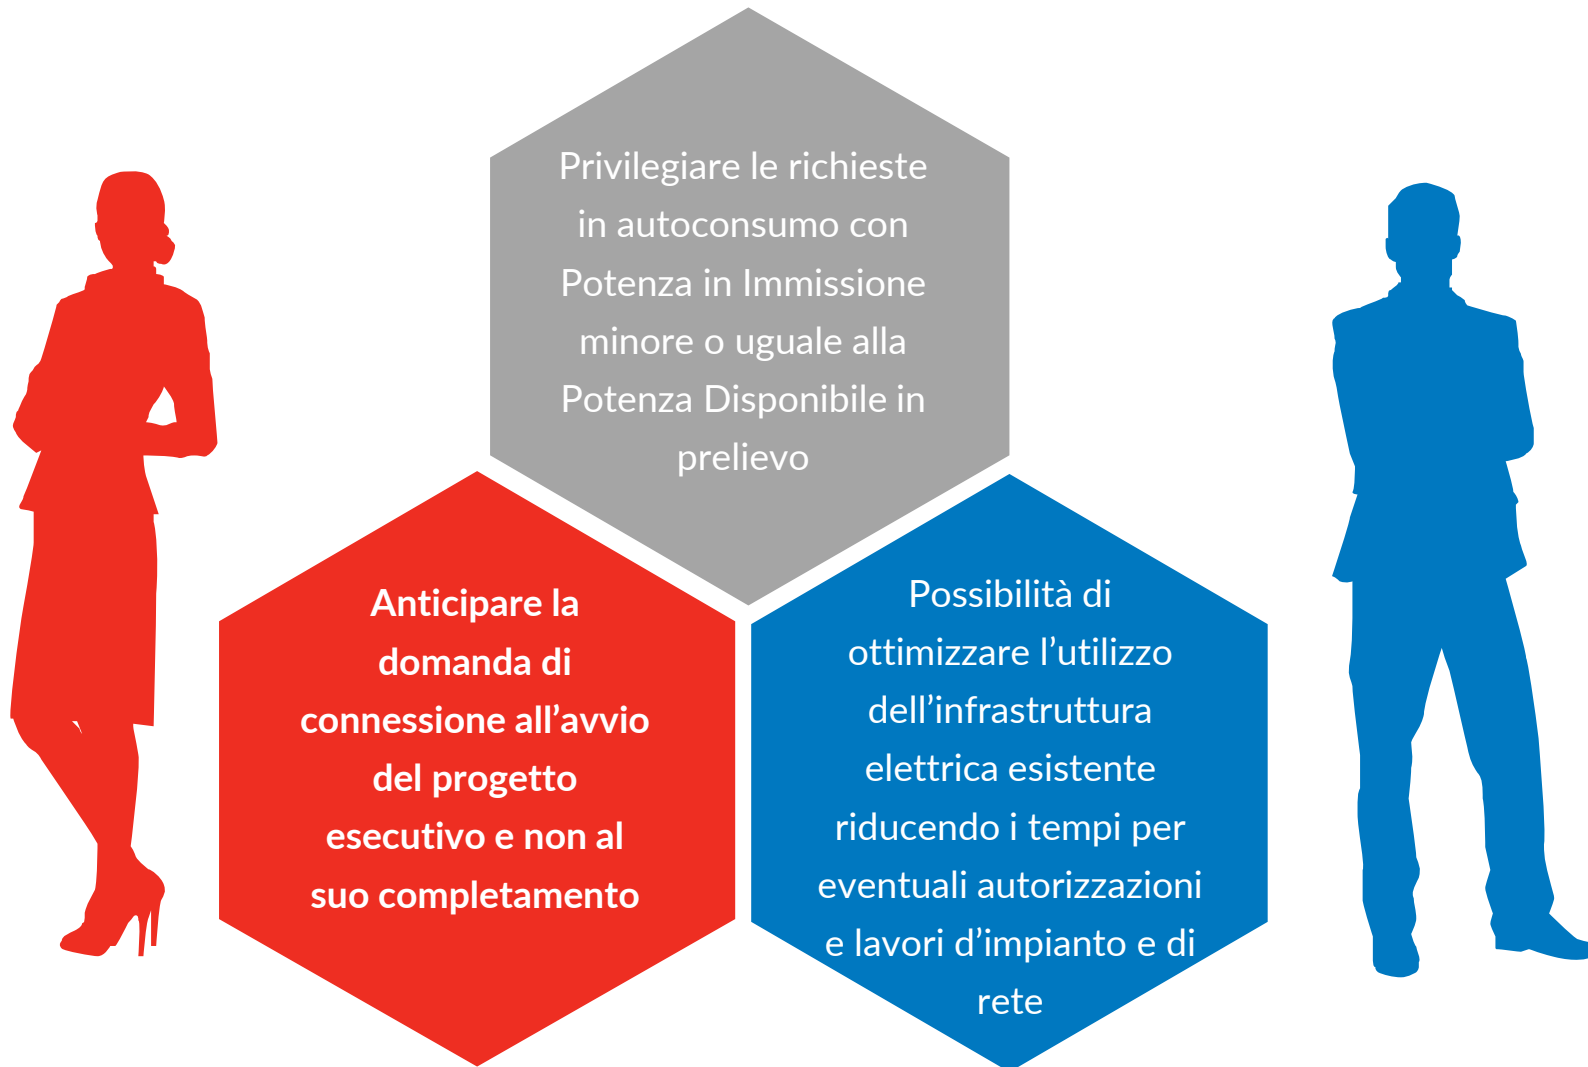 Privilegiare le richieste
in autoconsumo con
Potenza in Immissione
minore o uguale alla
Potenza Disponibile in
prelievo
Anticipare la
domanda di
connessione all’avvio
del progetto
esecutivo e non al
suo completamento
Possibilità di
ottimizzare l’utilizzo
dell’infrastruttura
elettrica esistente
riducendo i tempi per
eventuali autorizzazioni
e lavori d’impianto e di
rete